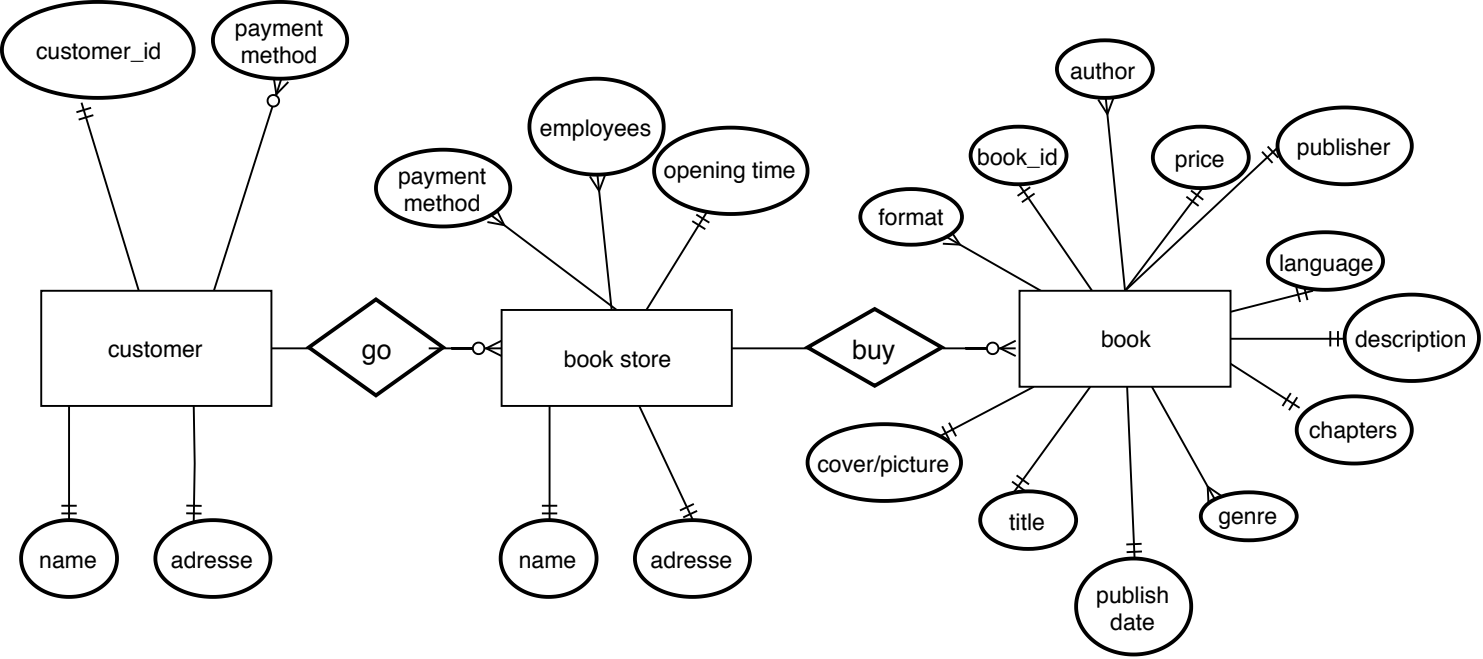 customer_id
payment
method
customer
name
adresse
go
payment
method
employees
opening time
book store
name
adresse
buy
format
book_id
author
price
publisher
language
description
chapters
book
cover/picture
title
publish
date
genre